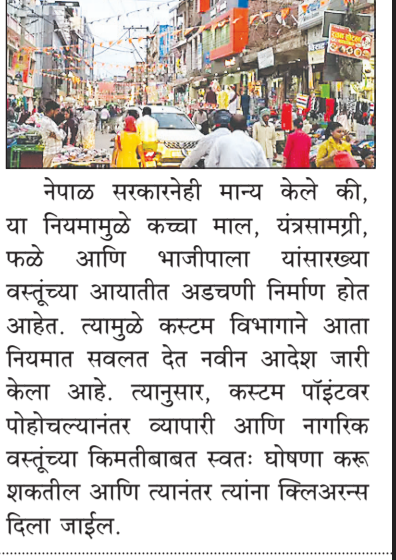 नेपाळ सरकारनेही मान्य केले की,
या नियमामुळे कच्चा माल, यंत्रसामग्री,
फळे आणि भाजीपाला यांसारख्या
वस्तूंच्या आयातीत अडचणी निर्माण होत
आहेत. त्यामुळे कस्टम विभागाने आता
नियमात सवलत देत नवीन आदेश जारी
केला आहे. त्यानुसार, कस्टम पॉइंटवर
पोहोचल्यानंतर व्यापारी आणि नागरिक
वस्तूंच्या किमतीबाबत स्वतः घोषणा करू
शकतील आणि त्यानंतर त्यांना क्लिअरन्स
दिला जाईल.